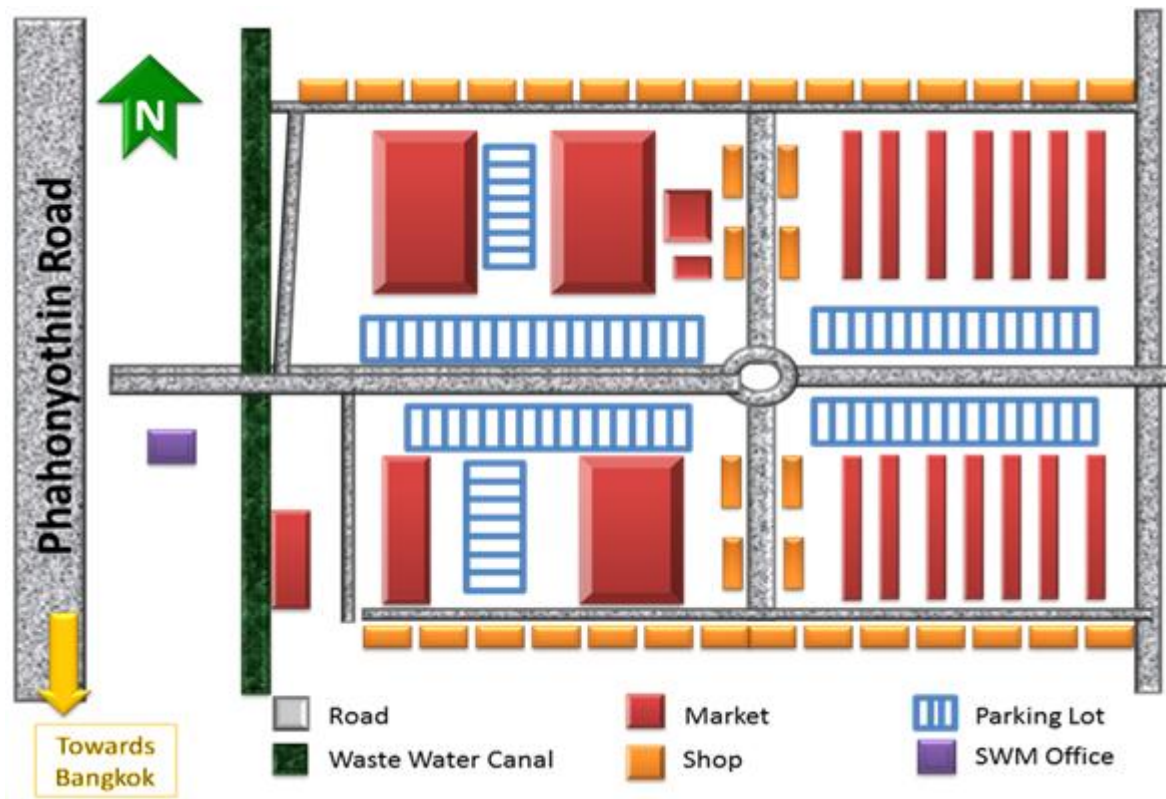 N
Phahonyothin Road
Towards
Bangkok
Road
Market
Parking Lot
Waste Water Canal
Shop
SWM Office